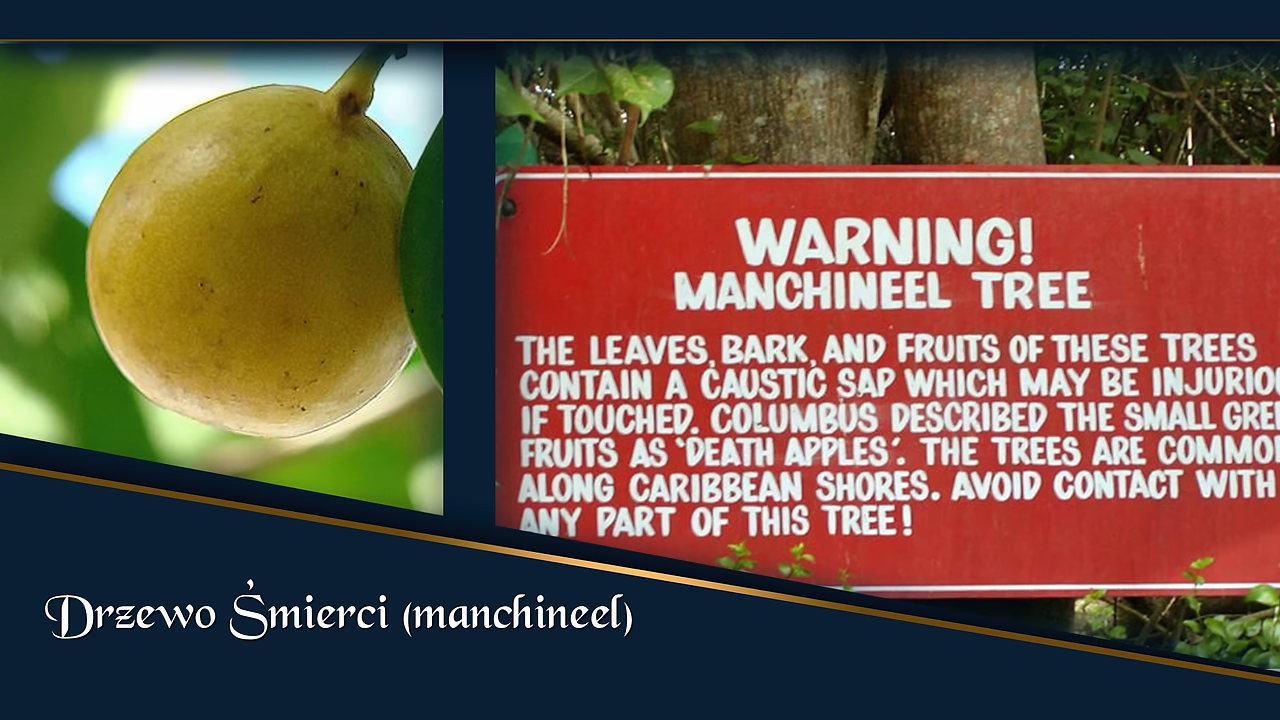 WARNING!
MANCHINEEL TREE
THE LEAVES, BARK, AND FRUITS OF THESE TREES
CONTAIN A CAUSTIC SAP WHICH MAY BE
IF TOUCHED. COLUMBUS DESCRIBED THE SMALL
FRUITS AS 'DEATH APPLES'. THE TREES ARE
ALONG CARIBBEAN SHORES. AVOID CONTACT WITH
ANY PART OF THIS TREE!
Drzewo Śmierci (manchineel)